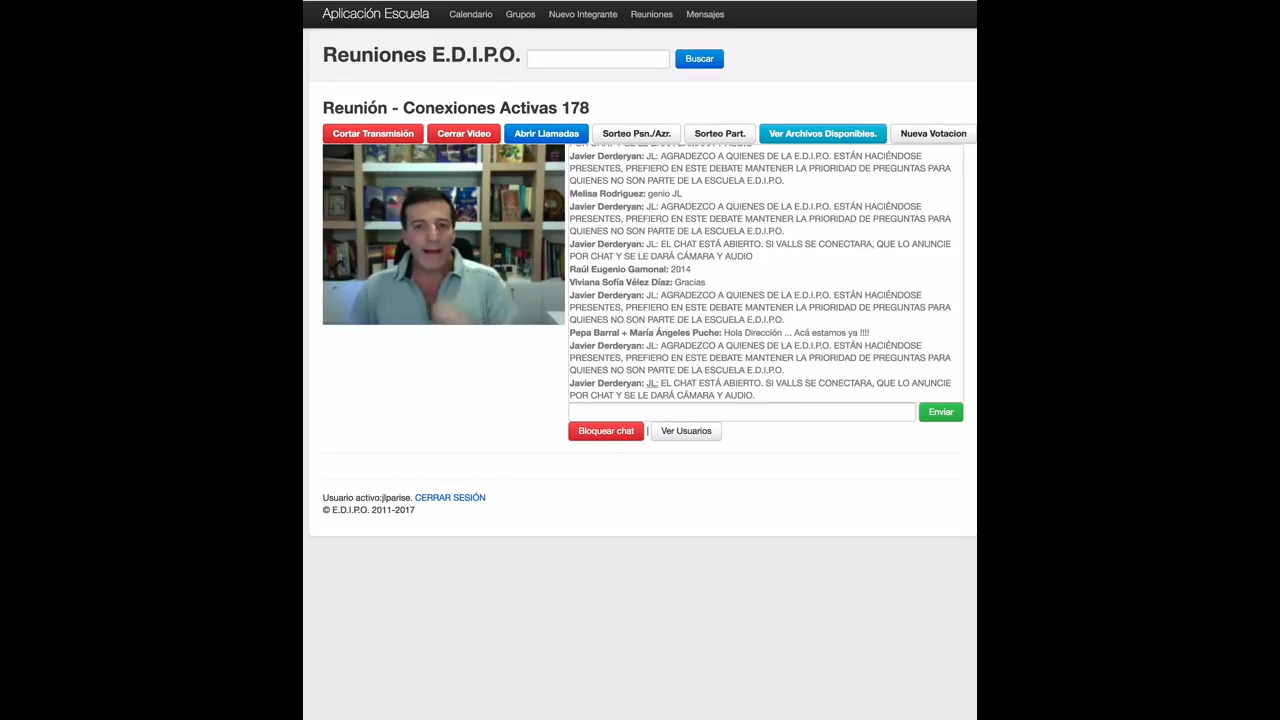 Aplicación Escuela Calendario Grupos Nuevo Integrante Reuniones Mensajes
Reuniones E.D.I.P.O. Buscar
Reunión - Conexiones Activas 178
Cortar Transmisión Cerrar Video Abrir Llamadas Sorteo Psn./Azr. Sorteo Part. Ver Archivos Disponibles. Nueva Votacion
POR CHAT Y SE LE DARÁ CÁMARA Y AUDIO
Javier Derderyan: JL: AGRADEZCO A QUIENES DE LA E.D.I.P.O. ESTÁN HACIÉNDOSE
PRESENTES, PREFIERO EN ESTE DEBATE MANTENER LA PRIORIDAD DE PREGUNTAS PARA
QUIENES NO SON PARTE DE LA ESCUELA E.D.I.P.O.
Melisa Rodriguez: genio JL
Javier Derderyan: JL: AGRADEZCO A QUIENES DE LA E.D.I.P.O. ESTÁN HACIÉNDOSE
PRESENTES, PREFIERO EN ESTE DEBATE MANTENER LA PRIORIDAD DE PREGUNTAS PARA
QUIENES NO SON PARTE DE LA ESCUELA E.D.I.P.O.
Javier Derderyan: JL: EL CHAT ESTÁ ABIERTO. SI VALLS SE CONECTARA, QUE LO ANUNCIE
POR CHAT Y SE LE DARÁ CÁMARA Y AUDIO
Raúl Eugenio Gamonal: 2014
Viviana Sofía Vélez Díaz: Gracias
Javier Derderyan: JL: AGRADEZCO A QUIENES DE LA E.D.I.P.O. ESTÁN HACIÉNDOSE
PRESENTES, PREFIERO EN ESTE DEBATE MANTENER LA PRIORIDAD DE PREGUNTAS PARA
QUIENES NO SON PARTE DE LA ESCUELA E.D.I.P.O.
Pepa Barral + María Ángeles Puche: Hola Dirección ... Acá estamos ya !!!!
Javier Derderyan: JL: AGRADEZCO A QUIENES DE LA E.D.I.P.O. ESTÁN HACIÉNDOSE
PRESENTES, PREFIERO EN ESTE DEBATE MANTENER LA PRIORIDAD DE PREGUNTAS PARA
QUIENES NO SON PARTE DE LA ESCUELA E.D.I.P.O.
Javier Derderyan: JL: EL CHAT ESTÁ ABIERTO. SI VALLS SE CONECTARA, QUE LO ANUNCIE
POR CHAT Y SE LE DARÁ CÁMARA Y AUDIO.
Enviar
Bloquear chat | Ver Usuarios
Usuario activo:jlparise. CERRAR SESIÓN
© E.D.I.P.O. 2011-2017